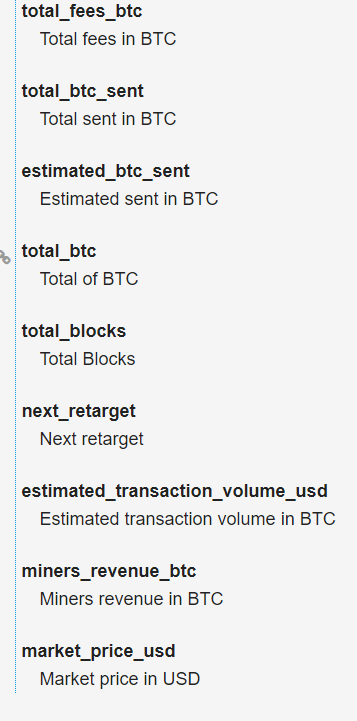 total_fees_btc
Total fees in BTC
total_btc_sent
Total sent in BTC
estimated_btc_sent
Estimated sent in BTC
total_btc
Total of BTC
total_blocks
Total Blocks
next_retarget
Next retarget
estimated_transaction_volume_usd
Estimated transaction volume in BTC
miners_revenue_btc
Miners revenue in BTC
market_price_usd
Market price in USD